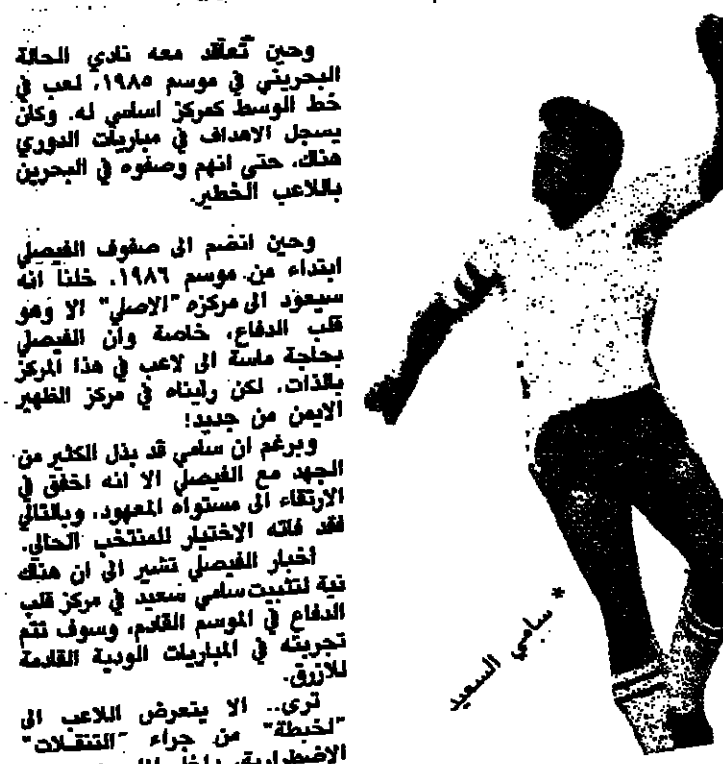 وحين تعاقد معه نادي الحالة
البحريني في موسم ١٩٨٥، لعب في
خط الوسط كمركز اساسي له. وكان
يسجل الاهداف في مباريات الدوري
هناك، حتى انهم وصفوه في البحرين
باللاعب الخطير.
وحين انضم الى صفوف الفيصلي
ابتداء من موسم ١٩٨٦، خلنا انه
سيعود الى مركزه "الاصلي" الا وهو
قلب الدفاع، خاصة وأن الفيصلي
بحاجة ماسة الى لاعب في هذا المركز
بالذات، لكن رأيناه في مركز الظهير
الايمن من جديد!
وبرغم ان سامي قد بذل الكثير من
الجهد مع الفيصلي الا انه اخفق في
الارتقاء الى مستواه المعهود، وبالتالي
فقد فاته الاختيار للمنتخب الحالي.
أخبار الفيصلي تشير الى ان هناك
نية لتثبيت سامي سعيد في مركز قلب
الدفاع في الموسم القادم، وسوف تتم
تجربته في المباريات الودية القادمة
للازرق.
ترى.. الا يتعرض اللاعب الى
"لخبطة" من جراء "التنقلات"
الاضطرارية
* سامي السعيد